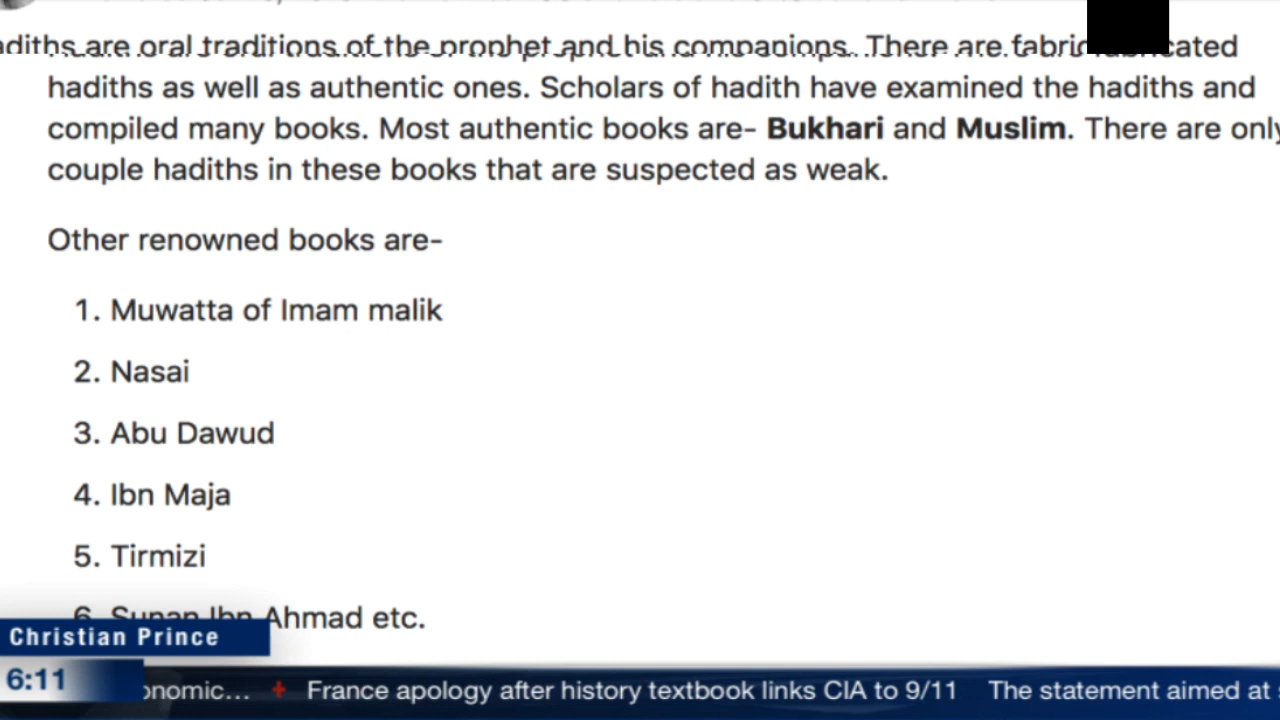 adiths are oral traditions of the prophet and his companions. There are fabricated
hadiths as well as authentic ones. Scholars of hadith have examined the hadiths and
compiled many books. Most authentic books are- Bukhari and Muslim. There are only
couple hadiths in these books that are suspected as weak.
Other renowned books are-
1. Muwatta of Imam malik
2. Nasai
3. Abu Dawud
4. Ibn Maja
5. Tirmizi
6. Sunan Ibn Ahmad etc.
Christian Prince
6:11
onomic... + France apology after history textbook links CIA to 9/11 The statement aimed at